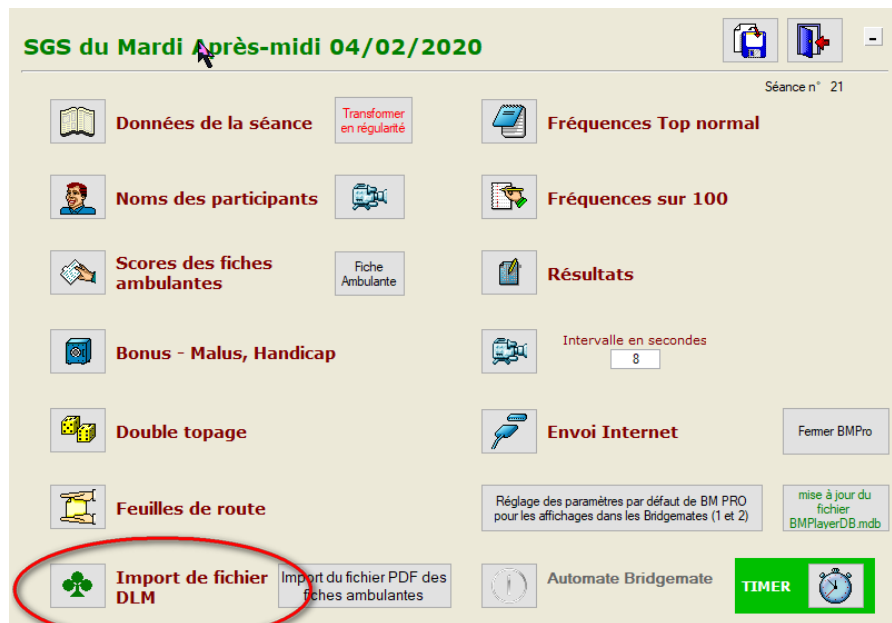 SGS du Mardi Après-midi 04/02/2020
-
Séance n° 21
Données de la séance
Transformer
en régularité
Fréquences Top normal
Noms des participants
Fréquences sur 100
Scores des fiches
ambulantes
Fiche
Ambulante
Résultats
Bonus - Malus, Handicap
Intervalle en secondes
8
Double topage
Envoi Internet
Fermer BMPro
Feuilles de route
Réglage des paramètres par défaut de BM PRO
pour les affichages dans les Bridgemates (1 et 2)
mise à jour du
fichier
BMPlayerDB.mdb
Import de fichier
DLM
Import du fichier PDF des
fiches ambulantes
Automate Bridgemate
TIMER